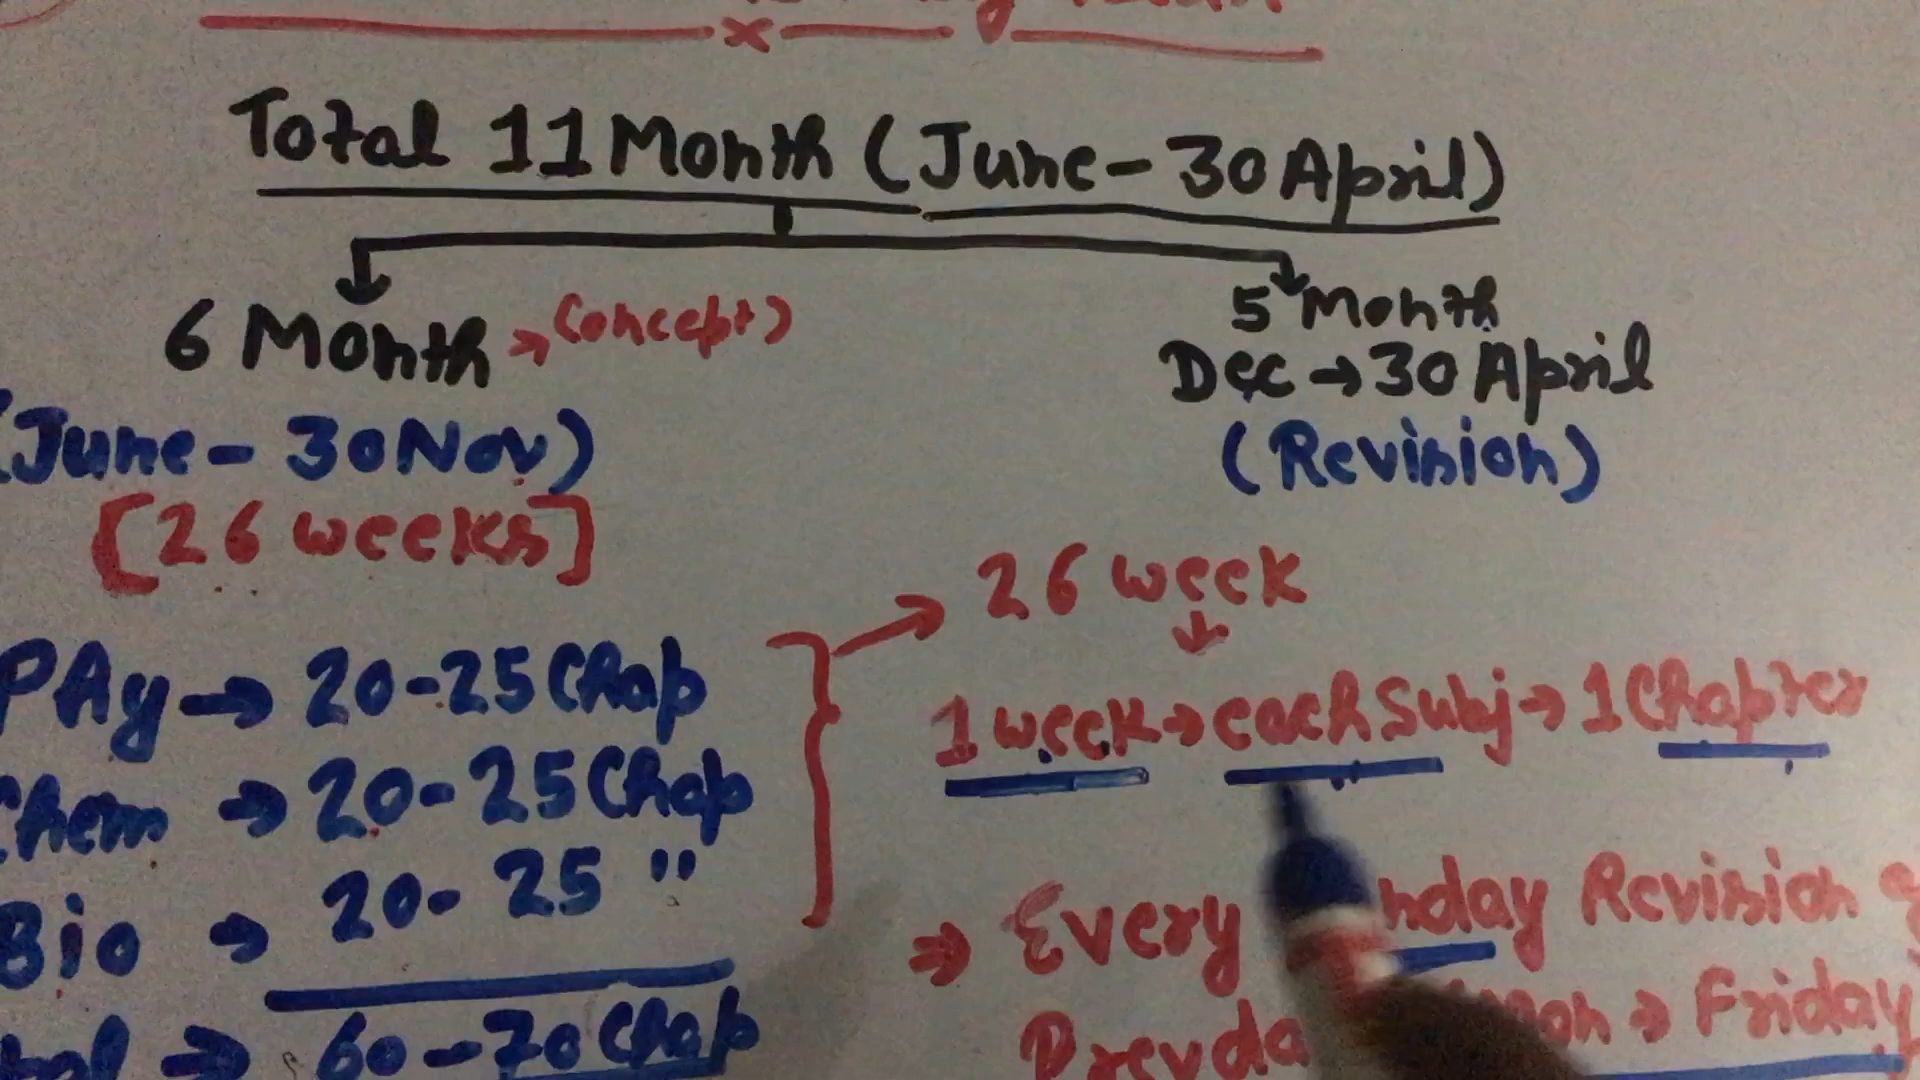 Total 11 Month (June - 30 April)
6 Month → Concept)
(June - 30 Nov)
[26 weeks]
5 Month
Dec → 30 April
(Revision)
PHy → 20-25 Chap
Chem → 20-25 Chap
Bio → 20-25 "
→ 60-70 Chap
→ 26 week
↓
1 week → each Subj → 1 Chapter
⇒ Every Revision
→ Friday